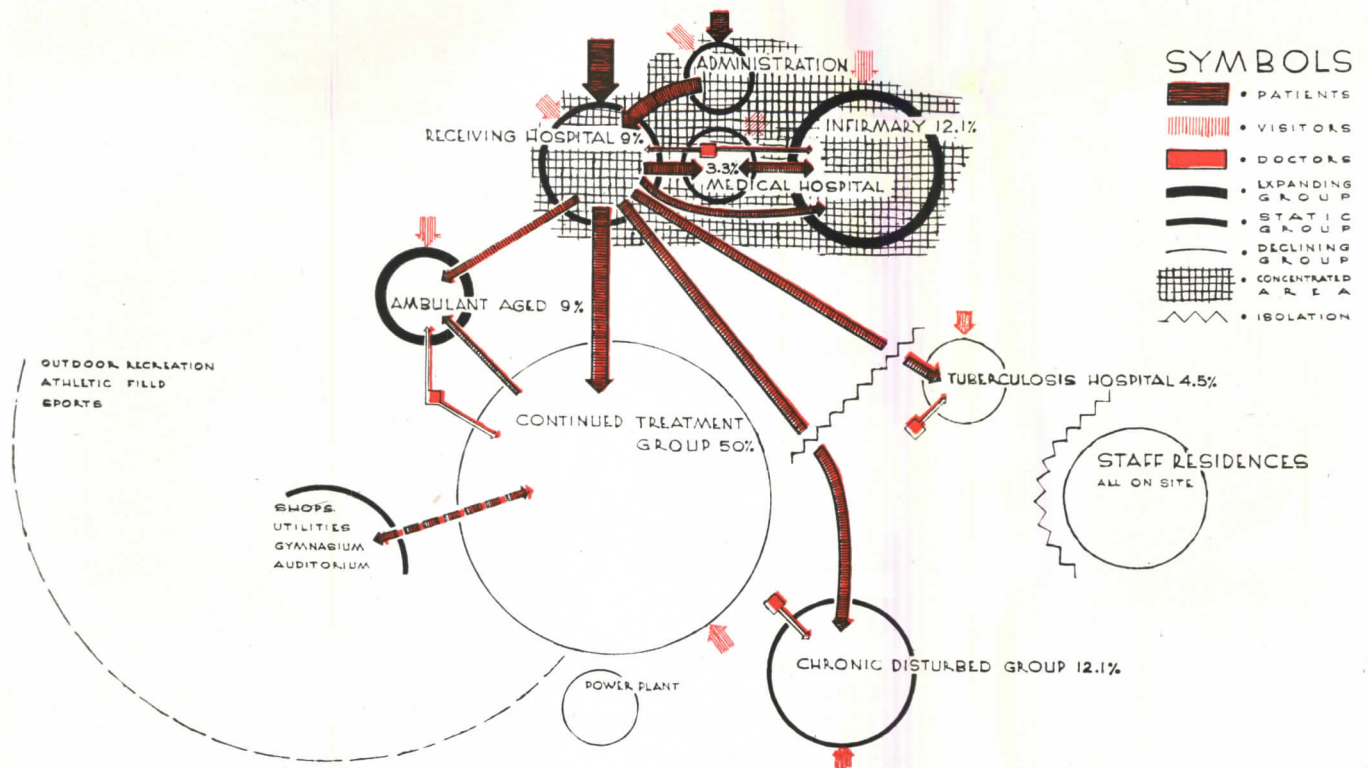 ADMINISTRATION
RECEIVING HOSPITAL 9%
INFIRMARY 12.1%
3.3%
MEDICAL HOSPITAL
AMBULANT AGED 9%
OUTDOOR RECREATION
ATHLETIC FIELD
SPORTS
CONTINUED TREATMENT
GROUP 50%
TUBERCULOSIS HOSPITAL 4.5%
STAFF RESIDENCES
ALL ON SITE
SHOPS
UTILITIES
GYMNASIUM
AUDITORIUM
POWER PLANT
CHRONIC DISTURBED GROUP 12.1%
SYMBOLS
• PATIENTS
• VISITORS
• DOCTORS
• EXPANDING
GROUP
• STATIC
GROUP
• DECLINING
GROUP
• CONCENTRATED
AREA
• ISOLATION